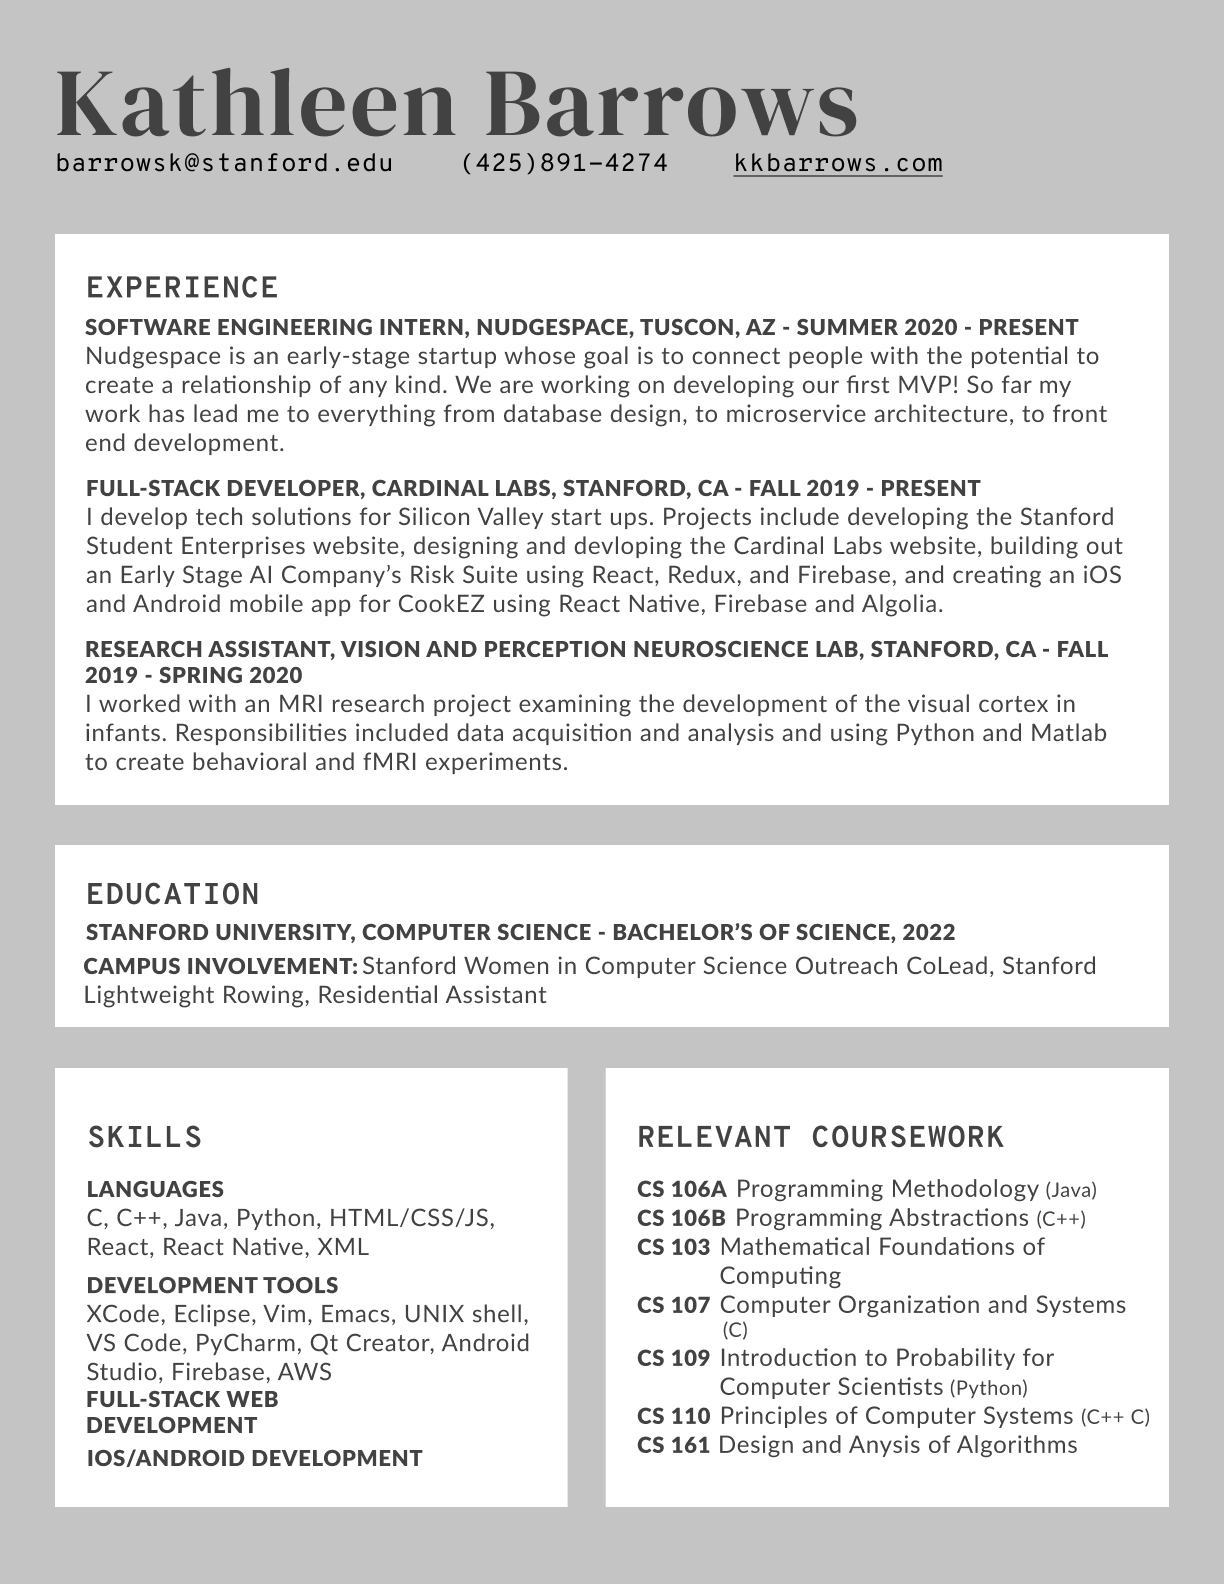 Kathleen Barrows
barrowsk@stanford.edu (425)891-4274 kkbarrows.com
EXPERIENCE
SOFTWARE ENGINEERING INTERN, NUDGESPACE, TUSCON, AZ - SUMMER 2020 - PRESENT
Nudgespace is an early-stage startup whose goal is to connect people with the potential to
create a relationship of any kind. We are working on developing our first MVP! So far my
work has lead me to everything from database design, to microservice architecture, to front
end development.
FULL-STACK DEVELOPER, CARDINAL LABS, STANFORD, CA - FALL 2019 - PRESENT
I develop tech solutions for Silicon Valley start ups. Projects include developing the Stanford
Student Enterprises website, designing and devloping the Cardinal Labs website, building out
an Early Stage AI Company's Risk Suite using React, Redux, and Firebase, and creating an iOS
and Android mobile app for CookEZ using React Native, Firebase and Algolia.
RESEARCH ASSISTANT, VISION AND PERCEPTION NEUROSCIENCE LAB, STANFORD, CA - FALL
2019 - SPRING 2020
I worked with an MRI research project examining the development of the visual cortex in
infants. Responsibilities included data acquisition and analysis and using Python and Matlab
to create behavioral and fMRI experiments.
EDUCATION
STANFORD UNIVERSITY, COMPUTER SCIENCE - BACHELOR'S OF SCIENCE, 2022
CAMPUS INVOLVEMENT: Stanford Women in Computer Science Outreach CoLead, Stanford
Lightweight Rowing, Residential Assistant
SKILLS
LANGUAGES
C, C++, Java, Python, HTML/CSS/JS,
React, React Native, XML
DEVELOPMENT TOOLS
XCode, Eclipse, Vim, Emacs, UNIX shell,
VS Code, PyCharm, Qt Creator, Android
Studio, Firebase, AWS
FULL-STACK WEB
DEVELOPMENT
IOS/ANDROID DEVELOPMENT
RELEVANT COURSEWORK
CS 106A Programming Methodology (Java)
CS 106B Programming Abstractions (C++)
CS 103 Mathematical Foundations of
Computing
CS 107 Computer Organization and Systems
(C)
CS 109 Introduction to Probability for
Computer Scientists (Python)
CS 110 Principles of Computer Systems (C++ C)
CS 161 Design and Anysis of Algorithms